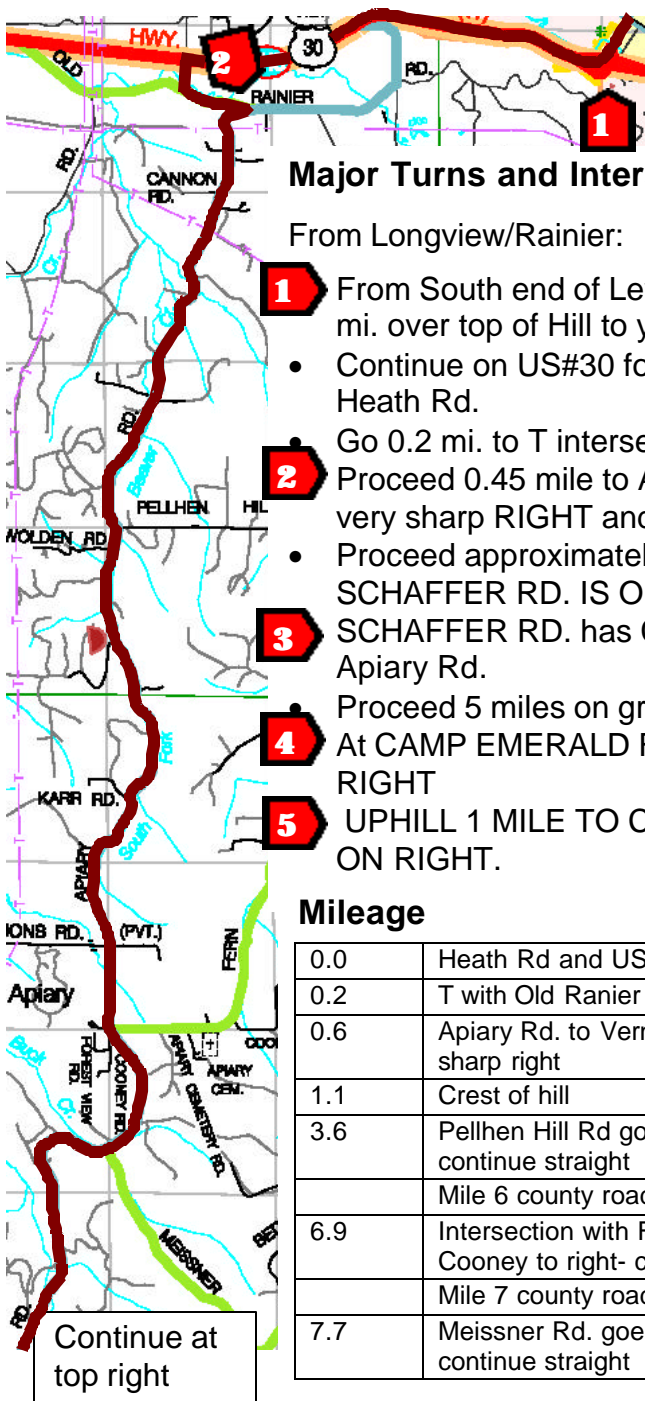 HWY.
30
OLD
2
RD.
RAINIER
1
RD.
CANNON
RD.
Cr.
Cr.
RD.
Beaver
PELLHEN HIL
WOLDEN RD
Fork
KARR RD.
South
APIARY
IONS RD. (PVT.)
FERN
Apiary
COO
Buck
Cr.
FOREST VIEW
RD.
COONEY RD.
APIARY
CEM.
APIARY CEMETERY RD.
MEISSNER
BE
RD.
Continue at
top right
Major Turns and Inter
From Longview/Rainier:
1 From South end of Le
mi. over top of Hill to y
• Continue on US#30 fo
Heath Rd.
• Go 0.2 mi. to T interse
2 Proceed 0.45 mile to A
very sharp RIGHT and
• Proceed approximatel
SCHAFFER RD. IS O
3 SCHAFFER RD. has
Apiary Rd.
• Proceed 5 miles on gr
4 At CAMP EMERALD F
RIGHT
5 UPHILL 1 MILE TO C
ON RIGHT.
Mileage
0.0 Heath Rd and US
0.2 T with Old Ranier
0.6 Apiary Rd. to Verr
sharp right
1.1 Crest of hill
3.6 Pellhen Hill Rd go
continue straight
Mile 6 county road
6.9 Intersection with F
Cooney to right- c
Mile 7 county road
7.7 Meissner Rd. goe
continue straight